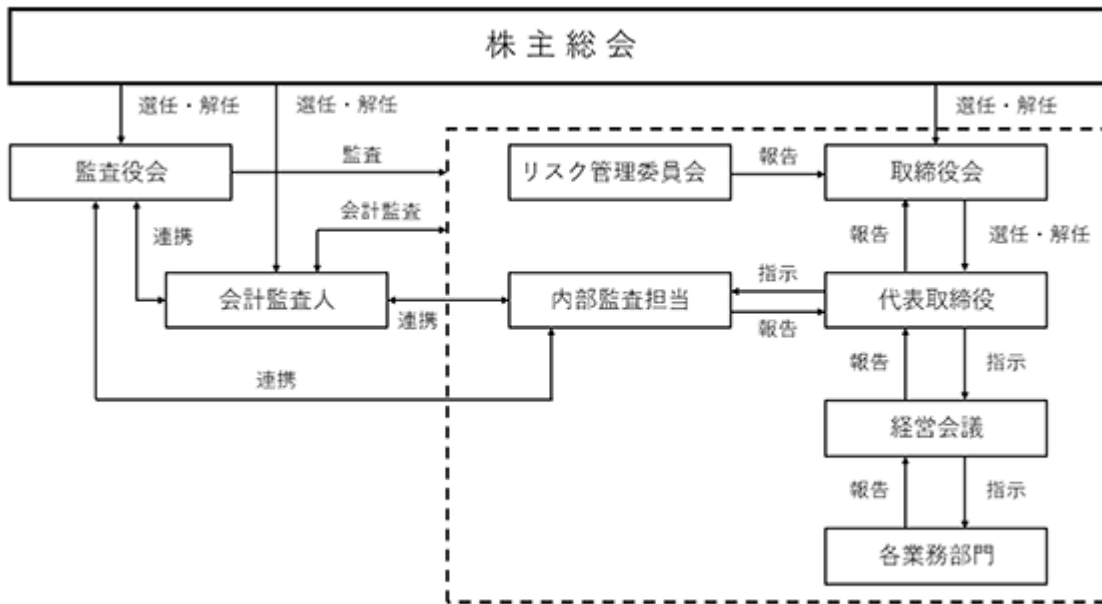 株主総会
選任・解任
選任・解任
選任・解任
監査役会
監査
リスク管理委員会
報告
取締役会
会計監査
連携
報告
選任・解任
会計監査人
連携
内部監査担当
指示
報告
代表取締役
連携
報告
指示
経営会議
報告
指示
各業務部門